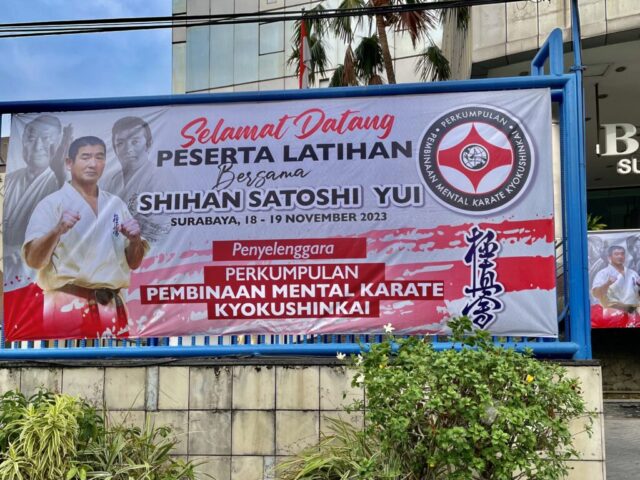 Selamat Datang
PESERTA LATIHAN
Bersama
SHIHAN SATOSHI YUI
SURABAYA, 18 - 19 NOVEMBER 2023
Penyelenggara
PERKUMPULAN
PEMBINAAN MENTAL KARATE
KYOKUSHINKAI
PERKUMPULAN
PEMBINAAN MENTAL KARATE KYOKUSHINKAI
極真会